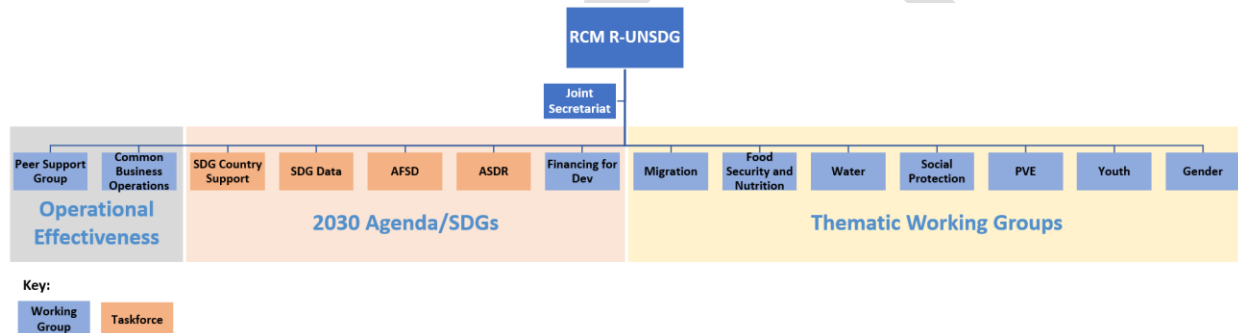 RCM R-UNSDG
Joint
Secretariat
Peer Support
Group
Common
Business
Operations
SDG Country
Support
SDG Data
AFSD
ASDR
Financing for
Dev
Migration
Food
Security and
Nutrition
Water
Social
Protection
PVE
Youth
Gender
Operational
Effectiveness
2030 Agenda/SDGs
Thematic Working Groups
Key:
Working
Group
Taskforce